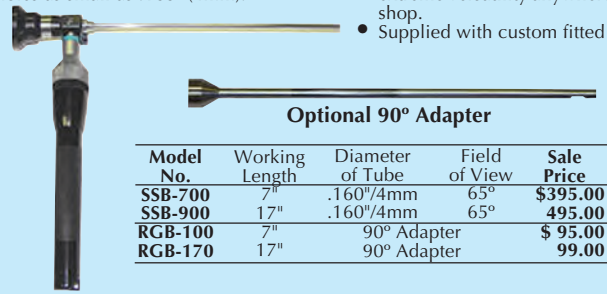 shop.
• Supplied with custom fitted
Optional 90º Adapter
Model No. Working Length Diameter of Tube Field of View Sale Price
SSB-700 7" .160"/4mm 65º $395.00
SSB-900 17" .160"/4mm 65º 495.00
RGB-100 7" 90º Adapter $ 95.00
RGB-170 17" 90º Adapter 99.00